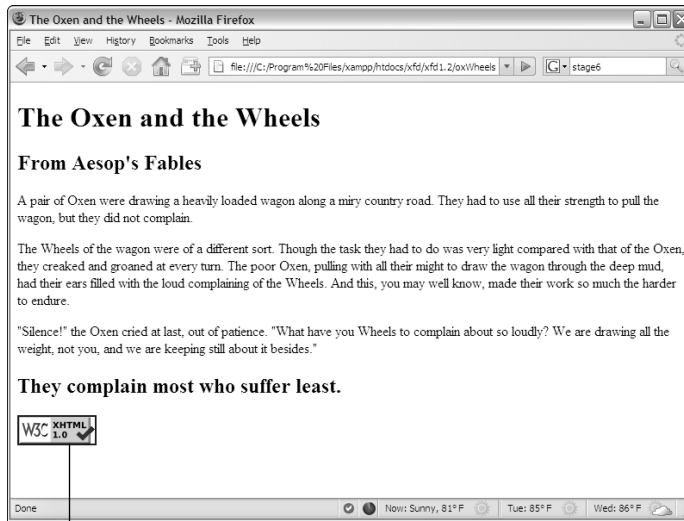 The Oxen and the Wheels - Mozilla Firefox
File Edit View History Bookmarks Tools Help
file:///C:/Program%20Files/xampp/htdocs/xfd/xfd1.2/oxWheels G stage6
The Oxen and the Wheels
From Aesop's Fables
A pair of Oxen were drawing a heavily loaded wagon along a miry country road. They had to use all their strength to pull the
wagon, but they did not complain.
The Wheels of the wagon were of a different sort. Though the task they had to do was very light compared with that of the Oxen,
they creaked and groaned at every turn. The poor Oxen, pulling with all their might to draw the wagon through the deep mud,
had their ears filled with the loud complaining of the Wheels. And this, you may well know, made their work so much the harder
to endure.
"Silence!" the Oxen cried at last, out of patience. "What have you Wheels to complain about so loudly? We are drawing all the
weight, not you, and we are keeping still about it besides."
They complain most who suffer least.
W3C XHTML
1.0
Done Now: Sunny, 81° F Tue: 85° F Wed: 86° F